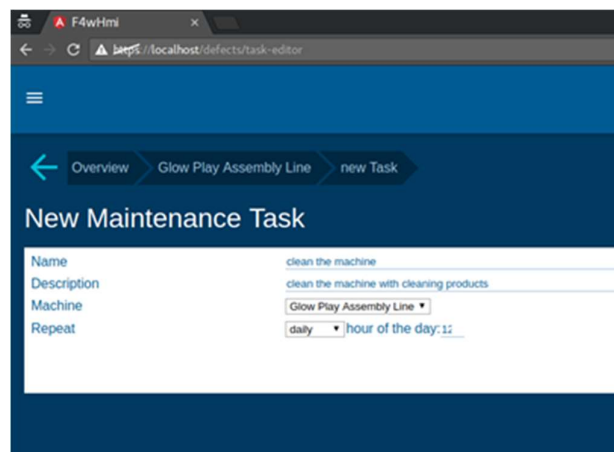 F4wHmi
https://localhost/defects/task-editor
Overview Glow Play Assembly Line new Task
New Maintenance Task
Name clean the machine
Description clean the machine with cleaning products
Machine Glow Play Assembly Line
Repeat daily hour of the day: 12